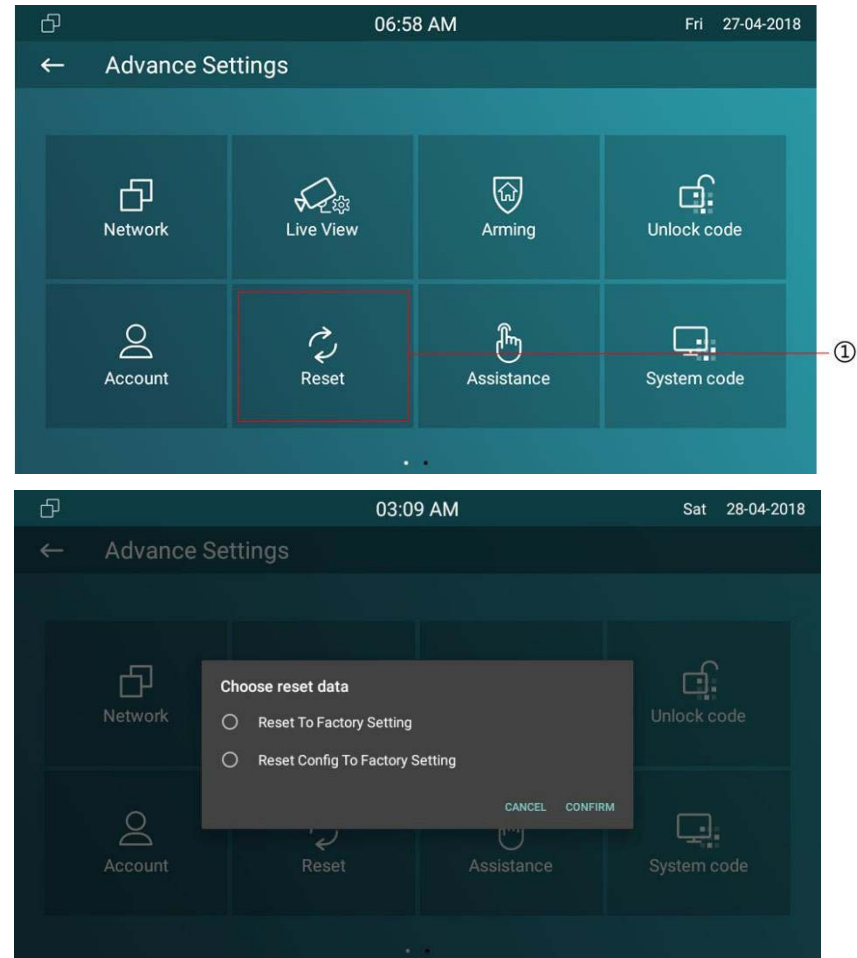 06:58 AM Fri 27-04-2018
Advance Settings
Network Live View Arming Unlock code
Account Reset Assistance System code
①
03:09 AM Sat 28-04-2018
Advance Settings
Choose reset data
Network Reset To Factory Setting Unlock code
Reset Config To Factory Setting
CANCEL CONFIRM
Account Reset Assistance System code